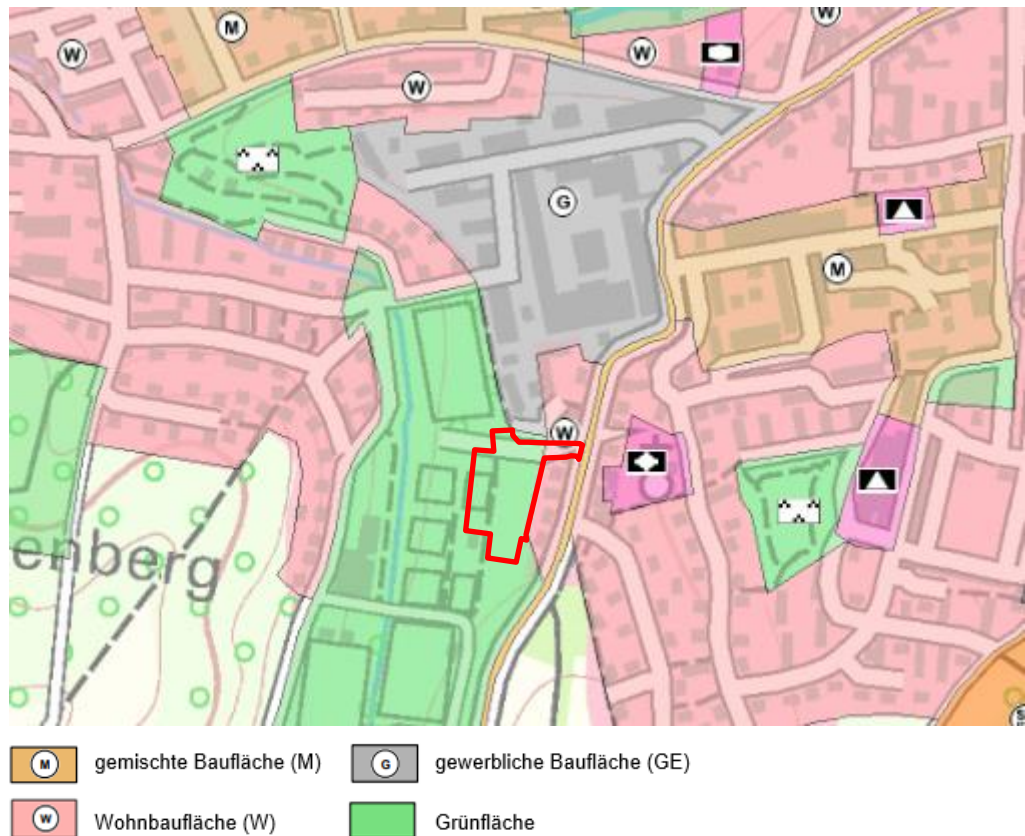 M
W
W
W
W
G
M
W
enberg
M gemischte Baufläche (M)
G gewerbliche Baufläche (GE)
W Wohnbaufläche (W)
Grünfläche